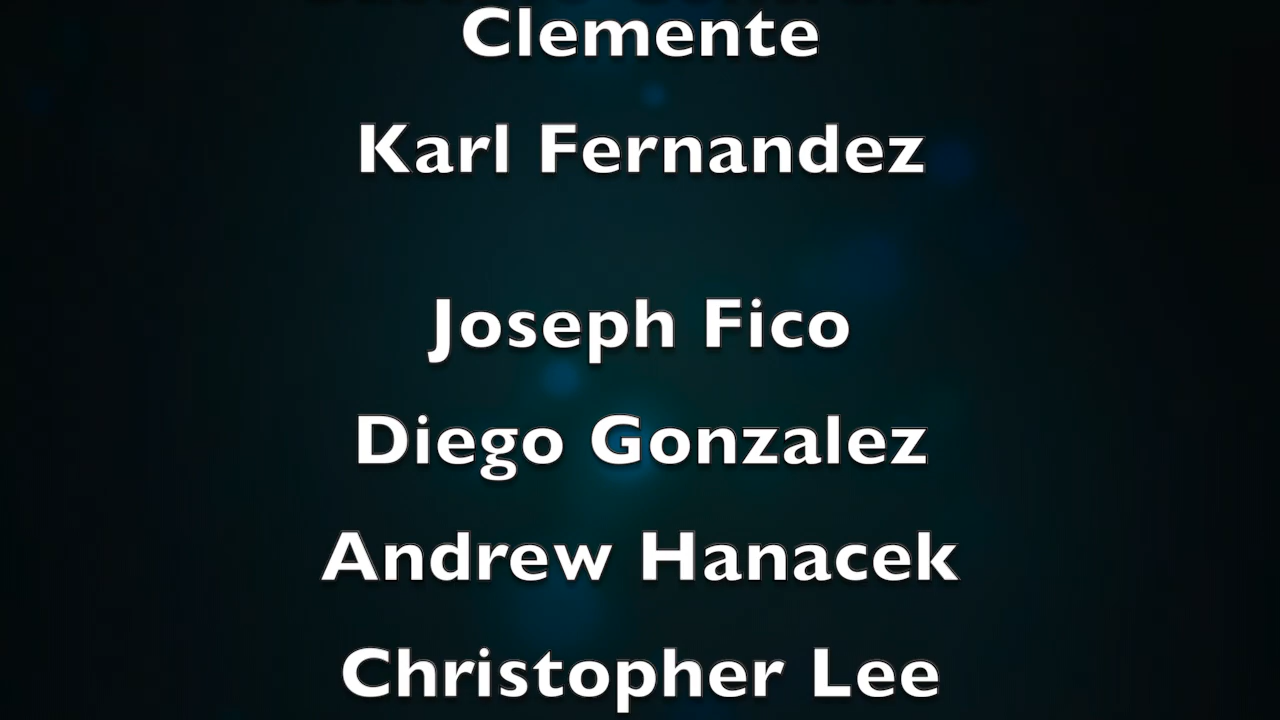 Clemente
Karl Fernandez
Joseph Fico
Diego Gonzalez
Andrew Hanacek
Christopher Lee